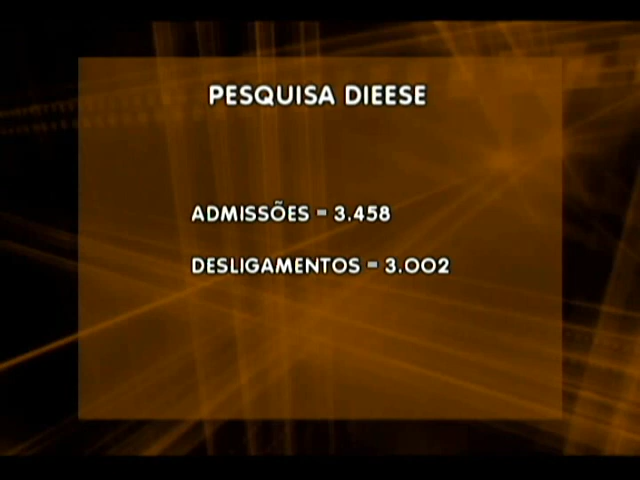 PESQUISA DIEESE
ADMISSÕES = 3.458
DESLIGAMENTOS = 3.002